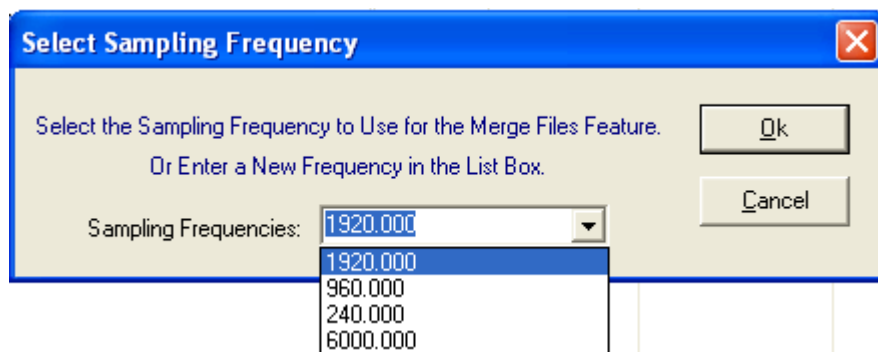 Select Sampling Frequency
Select the Sampling Frequency to Use for the Merge Files Feature.
Or Enter a New Frequency in the List Box.
Ok
Cancel
Sampling Frequencies: 1920.000
1920.000
960.000
240.000
6000.000